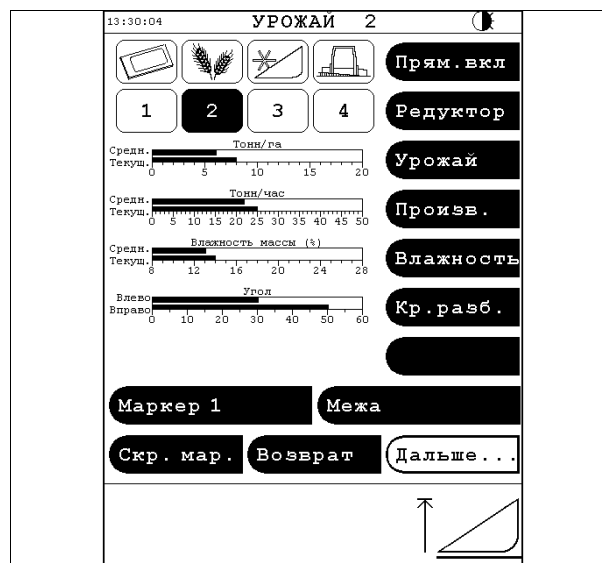 13:30:04 УРОЖАЙ 2
Прям.вкл
1 2 3 4
Редуктор
Тонн/га
Средн.
Текущ.
0 5 10 15 20
Урожай
Тонн/час
Средн.
Текущ.
0 5 10 15 20 25 30 35 40 45 50
Произв.
Влажность массы (%)
Средн.
Текущ.
8 12 16 20 24 28
Влажность
Угол
Влево
Вправо
0 10 20 30 40 50 60
Кр.разб.
Маркер 1 Межа
Скр. мар. Возврат Дальше...